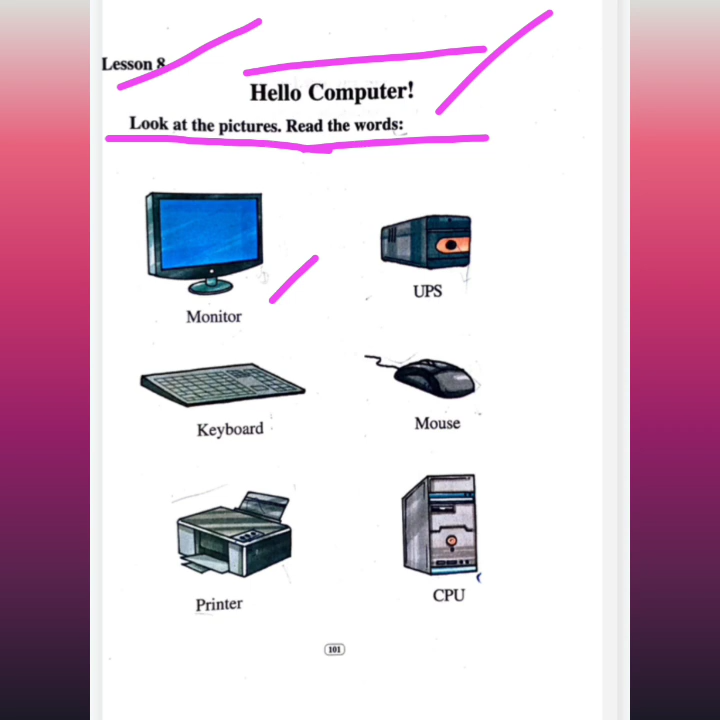 Lesson 8
Hello Computer!
Look at the pictures. Read the words:
Monitor
UPS
Keyboard
Mouse
Printer
CPU
101